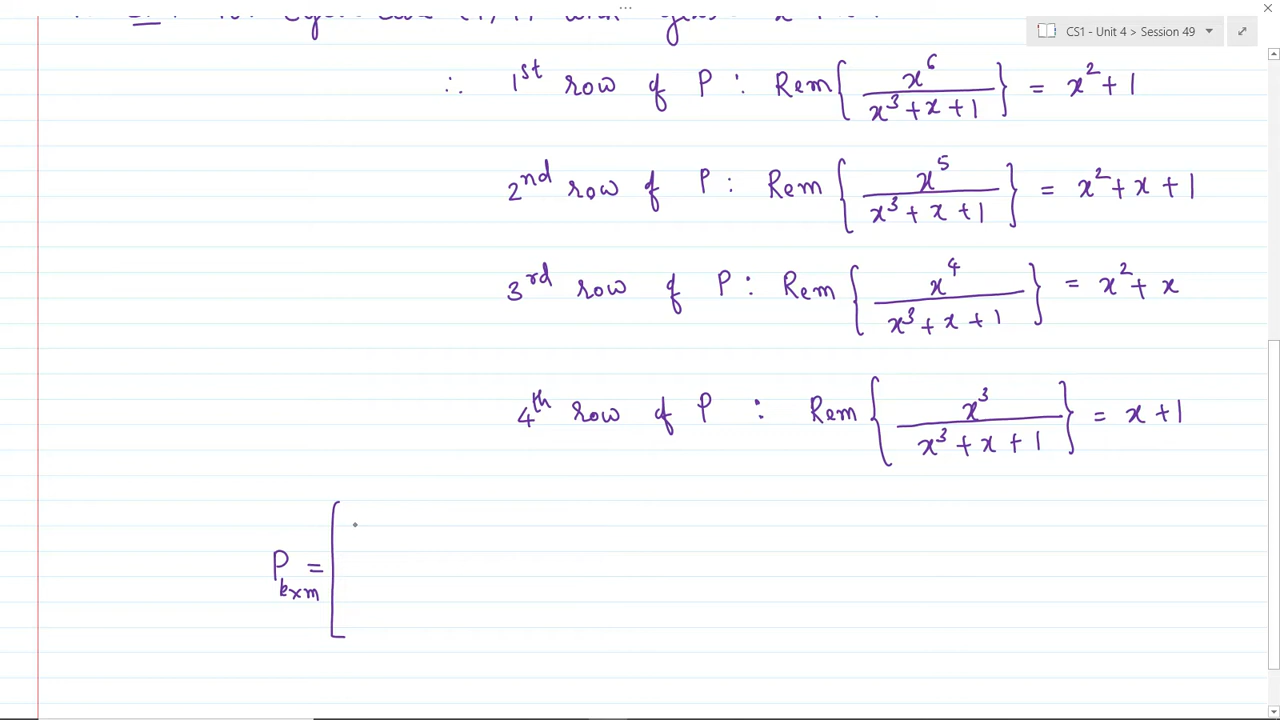 CS1 - Unit 4 > Session 49
∴ 1st row of P : Rem{ x^6 / (x^3 + x + 1) } = x^2 + 1
2nd row of P : Rem { x^5 / (x^3 + x + 1) } = x^2 + x + 1
3rd row of P : Rem { x^4 / (x^3 + x + 1) } = x^2 + x
4th row of P : Rem { x^3 / (x^3 + x + 1) } = x + 1
P_{k×m} = [